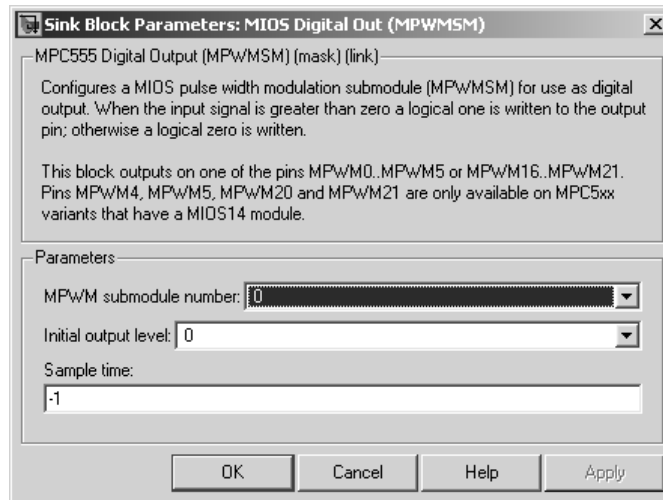 Sink Block Parameters: MIOS Digital Out (MPWMSM)
MPC555 Digital Output (MPWMSM) (mask) (link)
Configures a MIOS pulse width modulation submodule (MPWMSM) for use as digital
output. When the input signal is greater than zero a logical one is written to the output
pin; otherwise a logical zero is written.
This block outputs on one of the pins MPWM0..MPWM5 or MPWM16..MPWM21.
Pins MPWM4, MPWM5, MPWM20 and MPWM21 are only available on MPC5xx
variants that have a MIOS14 module.
Parameters
MPWM submodule number: 0
Initial output level: 0
Sample time:
-1
OK Cancel Help Apply